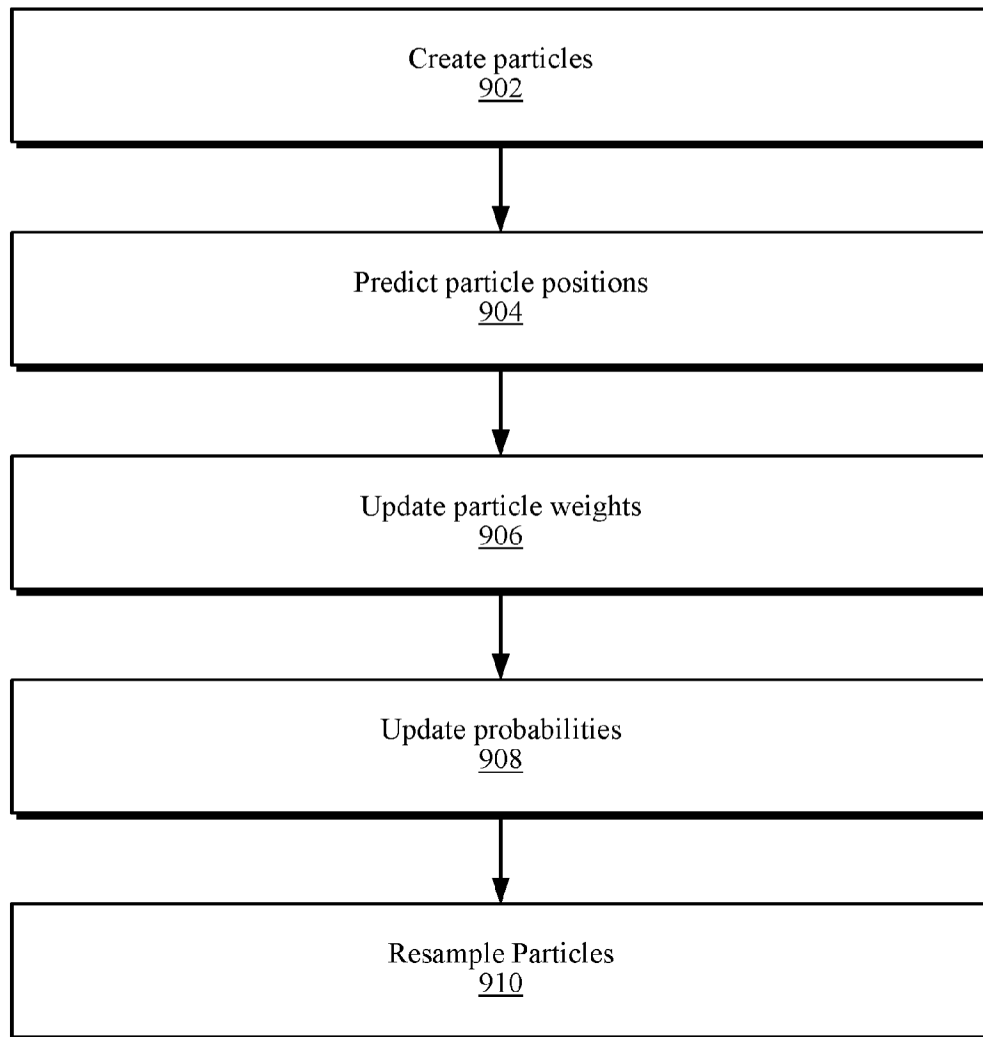 Create particles
902
Predict particle positions
904
Update particle weights
906
Update probabilities
908
Resample Particles
910